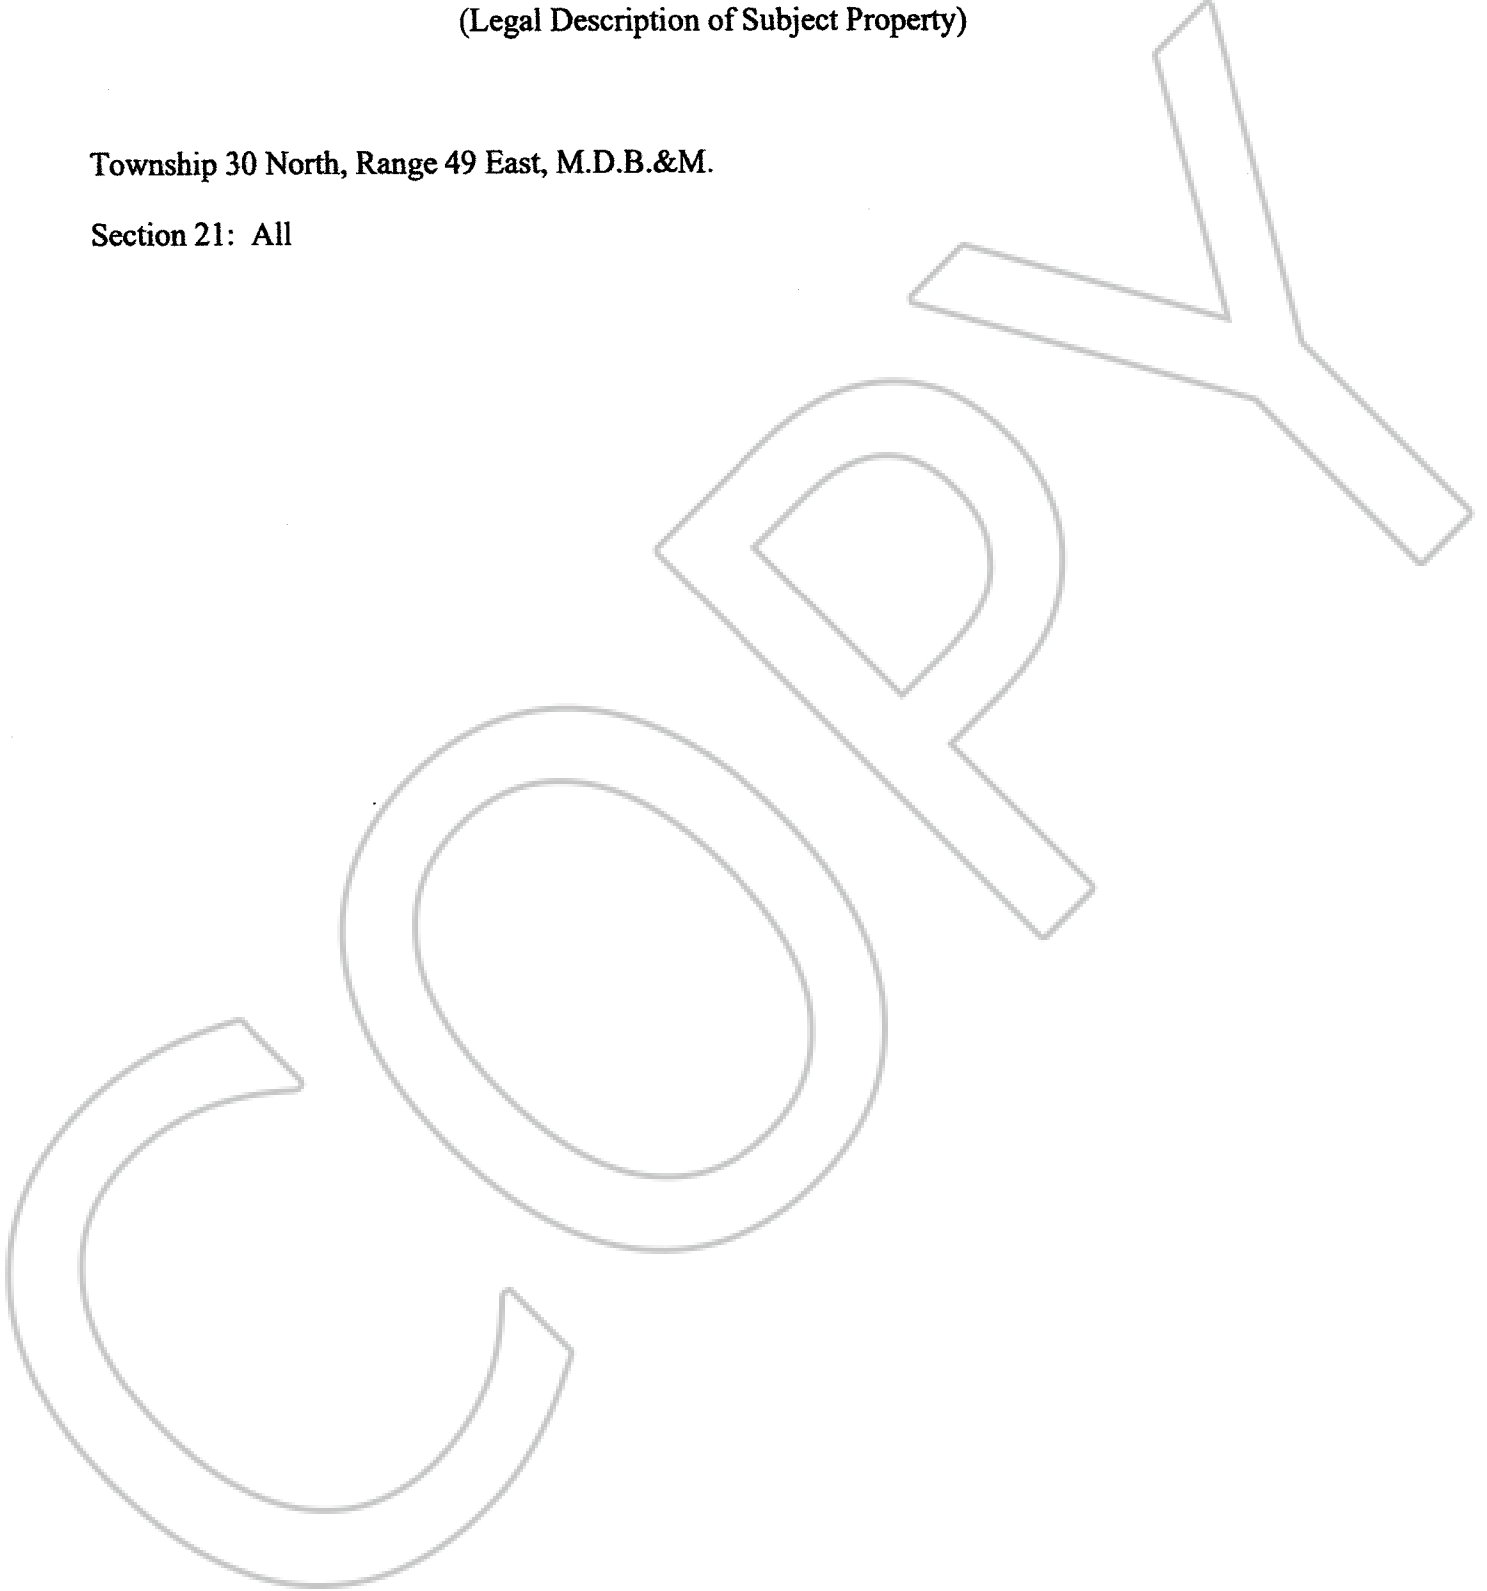 (Legal Description of Subject Property)
Township 30 North, Range 49 East, M.D.B.&M.
Section 21: All
COPY